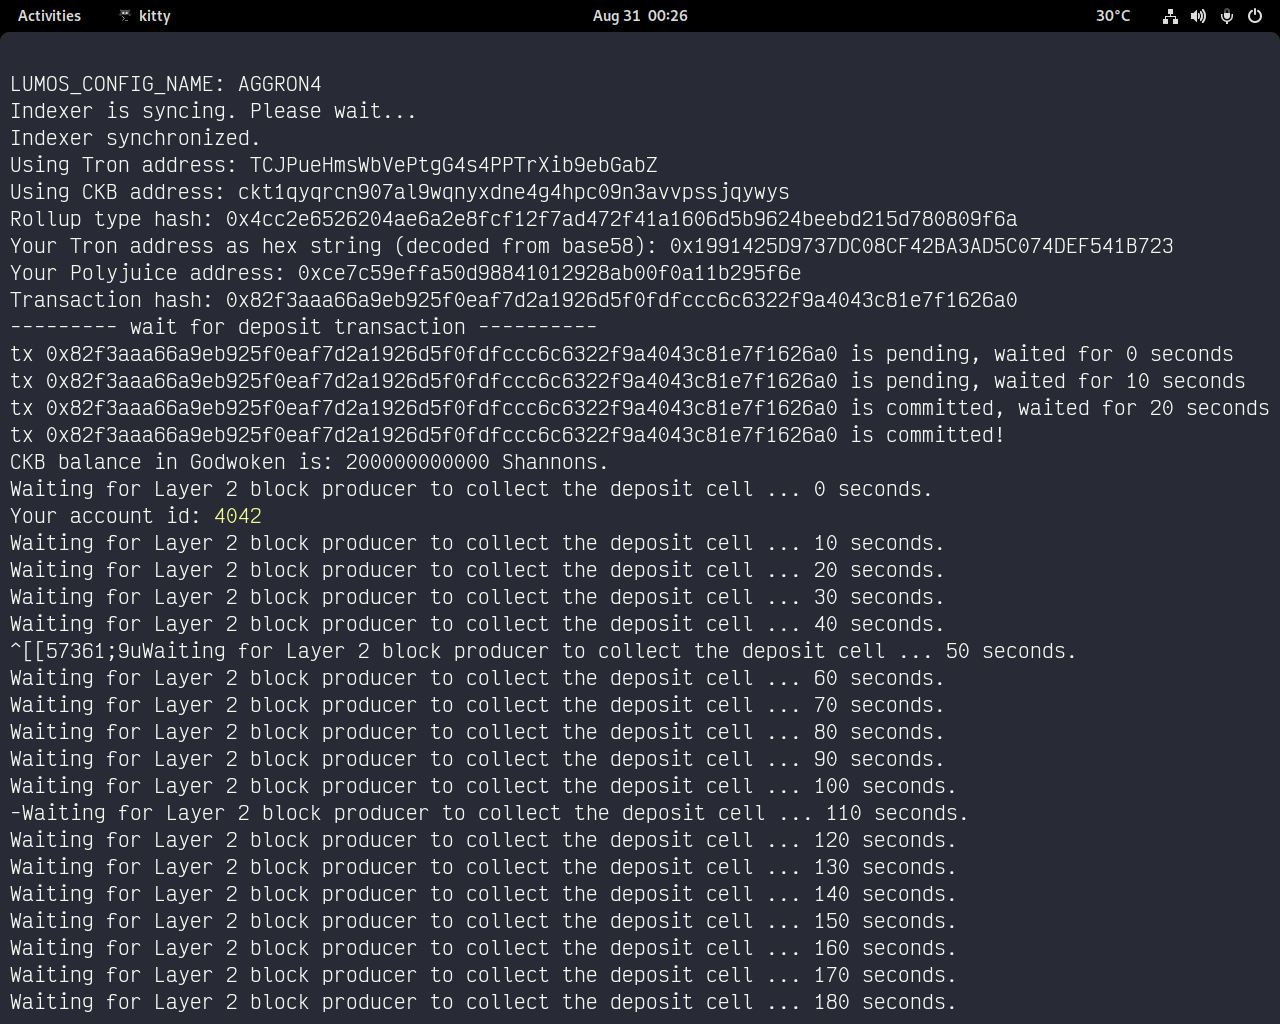 Activities kitty Aug 31 00:26 30°C
LUMOS_CONFIG_NAME: AGGRON4
Indexer is syncing. Please wait...
Indexer synchronized.
Using Tron address: TCJPueHmsWbVePtgG4s4PPTrXib9ebGabZ
Using CKB address: ckt1qyqrcn907al9wqnyxdne4g4hpc09n3avvpssjqywys
Rollup type hash: 0x4cc2e6526204ae6a2e8fcf12f7ad472f41a1606d5b9624beebd215d780809f6a
Your Tron address as hex string (decoded from base58): 0x1991425D9737DC08CF42BA3AD5C074DEF541B723
Your Polyjuice address: 0xce7c59effa50d98841012928ab00f0a11b295f6e
Transaction hash: 0x82f3aaa66a9eb925f0eaf7d2a1926d5f0fdfccc6c6322f9a4043c81e7f1626a0
--------- wait for deposit transaction ----------
tx 0x82f3aaa66a9eb925f0eaf7d2a1926d5f0fdfccc6c6322f9a4043c81e7f1626a0 is pending, waited for 0 seconds
tx 0x82f3aaa66a9eb925f0eaf7d2a1926d5f0fdfccc6c6322f9a4043c81e7f1626a0 is pending, waited for 10 seconds
tx 0x82f3aaa66a9eb925f0eaf7d2a1926d5f0fdfccc6c6322f9a4043c81e7f1626a0 is committed, waited for 20 seconds
tx 0x82f3aaa66a9eb925f0eaf7d2a1926d5f0fdfccc6c6322f9a4043c81e7f1626a0 is committed!
CKB balance in Godwoken is: 200000000000 Shannons.
Waiting for Layer 2 block producer to collect the deposit cell ... 0 seconds.
Your account id: 4042
Waiting for Layer 2 block producer to collect the deposit cell ... 10 seconds.
Waiting for Layer 2 block producer to collect the deposit cell ... 20 seconds.
Waiting for Layer 2 block producer to collect the deposit cell ... 30 seconds.
Waiting for Layer 2 block producer to collect the deposit cell ... 40 seconds.
^[[57361;9uWaiting for Layer 2 block producer to collect the deposit cell ... 50 seconds.
Waiting for Layer 2 block producer to collect the deposit cell ... 60 seconds.
Waiting for Layer 2 block producer to collect the deposit cell ... 70 seconds.
Waiting for Layer 2 block producer to collect the deposit cell ... 80 seconds.
Waiting for Layer 2 block producer to collect the deposit cell ... 90 seconds.
Waiting for Layer 2 block producer to collect the deposit cell ... 100 seconds.
-Waiting for Layer 2 block producer to collect the deposit cell ... 110 seconds.
Waiting for Layer 2 block producer to collect the deposit cell ... 120 seconds.
Waiting for Layer 2 block producer to collect the deposit cell ... 130 seconds.
Waiting for Layer 2 block producer to collect the deposit cell ... 140 seconds.
Waiting for Layer 2 block producer to collect the deposit cell ... 150 seconds.
Waiting for Layer 2 block producer to collect the deposit cell ... 160 seconds.
Waiting for Layer 2 block producer to collect the deposit cell ... 170 seconds.
Waiting for Layer 2 block producer to collect the deposit cell ... 180 seconds.